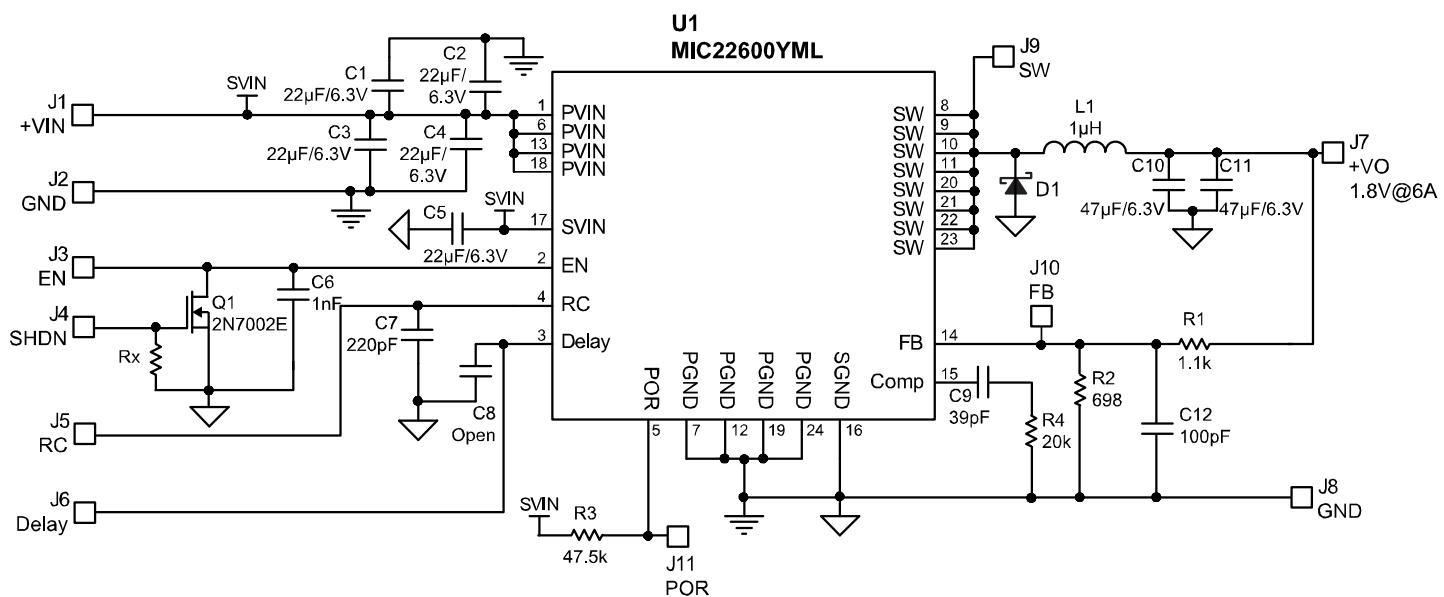 U1
MIC22600YML
J1
+VIN
SVIN
C1
22µF/6.3V
C2
22µF/
6.3V
C3
22µF/6.3V
C4
22µF/
6.3V
J2
GND
C5
22µF/6.3V
SVIN
J3
EN
J4
SHDN
Rx
Q1
2N7002E
C6
1nF
C7
220pF
C8
Open
J5
RC
J6
Delay
1
PVIN
6
PVIN
13
PVIN
18
PVIN
17
SVIN
2
EN
4
RC
3
Delay
POR
PGND
PGND
PGND
PGND
SGND
5
7
12
19
24
16
SVIN
R3
47.5k
J11
POR
SW
8
SW
9
SW
10
SW
11
SW
20
SW
21
SW
22
SW
23
FB
14
Comp
15
J9
SW
L1
1µH
D1
C10
47µF/6.3V
C11
47µF/6.3V
J7
+VO
1.8V@6A
J10
FB
R1
1.1k
R2
698
C9
39pF
R4
20k
C12
100pF
J8
GND